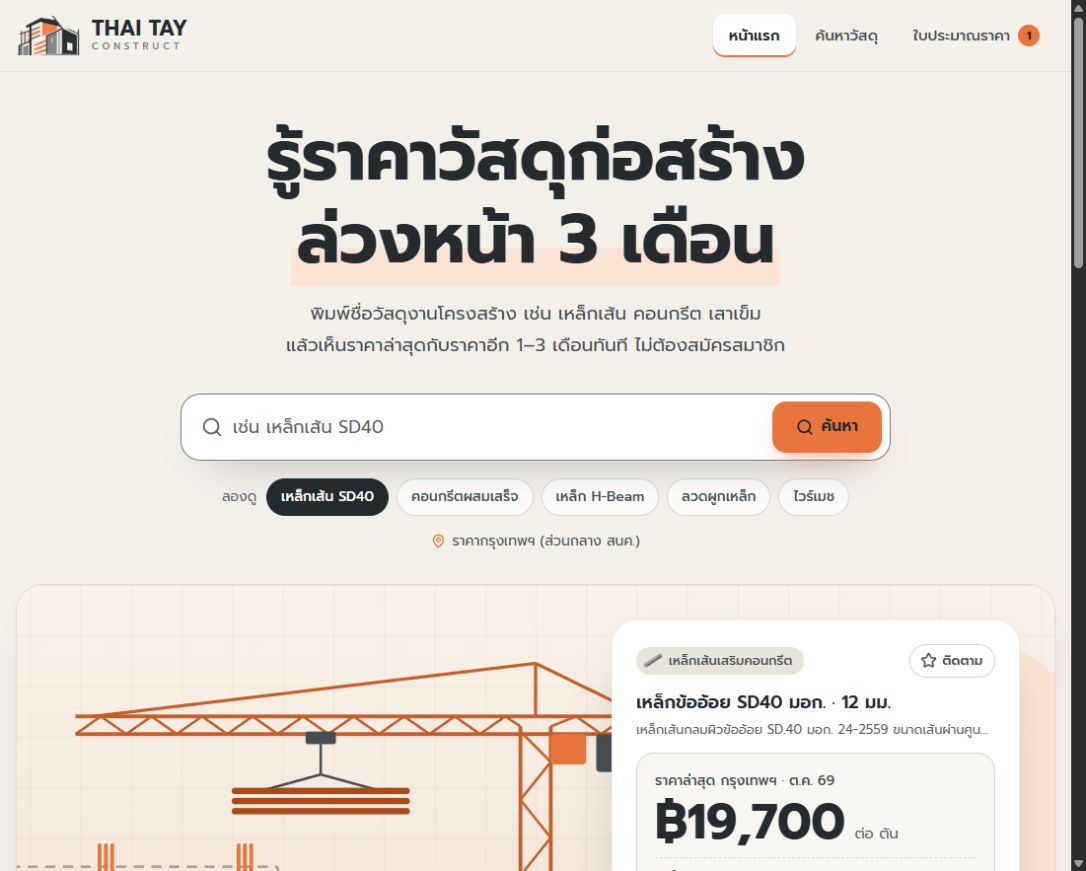 THAI TAY
CONSTRUCT
หน้าแรก
ค้นหาวัสดุ
ใบประมาณราคา 1
รู้ราคาวัสดุก่อสร้าง
ล่วงหน้า 3 เดือน
พิมพ์ชื่อวัสดุงานโครงสร้าง เช่น เหล็กเส้น คอนกรีต เสาเข็ม
แล้วเห็นราคาล่าสุดกับราคาอีก 1–3 เดือนทันที ไม่ต้องสมัครสมาชิก
เช่น เหล็กเส้น SD40
ค้นหา
ลองดู
เหล็กเส้น SD40
คอนกรีตผสมเสร็จ
เหล็ก H-Beam
ลวดผูกเหล็ก
ไวร์เมช
ราคากรุงเทพฯ (ส่วนกลาง สนค.)
เหล็กเส้นเสริมคอนกรีต
ติดตาม
เหล็กข้ออ้อย SD40 มอก. · 12 มม.
เหล็กเส้นกลมผิวข้ออ้อย SD.40 มอก. 24-2559 ขนาดเส้นผ่านศูน...
ราคาล่าสุด กรุงเทพฯ · ต.ค. 69
฿19,700 ต่อ ตัน